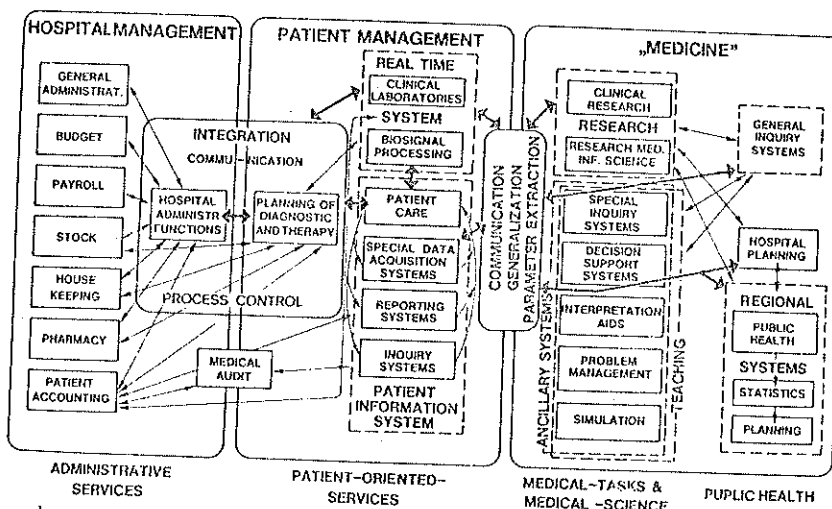 HOSPITAL MANAGEMENT
GENERAL
ADMINISTRAT.
BUDGET
PAYROLL
STOCK
HOUSE
KEEPING
PHARMACY
PATIENT
ACCOUNTING
ADMINISTRATIVE
SERVICES
INTEGRATION
COMMU-NICATION
HOSPITAL
ADMINISTR
FUNCTIONS
PLANNING OF
DIAGNOSTIC
AND THERAPY
PROCESS CONTROL
MEDICAL
AUDIT
PATIENT MANAGEMENT
REAL TIME
CLINICAL
LABORATORIES
SYSTEM
BIOSIGNAL
PROCESSING
PATIENT
CARE
SPECIAL DATA
ACQUISITION
SYSTEMS
REPORTING
SYSTEMS
INQUIRY
SYSTEMS
PATIENT
INFORMATION
SYSTEM
PATIENT-ORIENTED-
SERVICES
COMMUNICATION
GENERALIZATION
PARAMETER EXTRACTION
„MEDICINE”
CLINICAL
RESEARCH
RESEARCH
RESEARCH MED.
INF. SCIENCE
SPECIAL
INQUIRY
SYSTEMS
DECISION
SUPPORT
SYSTEMS
INTERPRETATION
AIDS
PROBLEM
MANAGEMENT
SIMULATION
ANCILLARY SYSTEMS
TEACHING
MEDICAL-TASKS &
MEDICAL -SCIENCE
GENERAL
INQUIRY
SYSTEMS
HOSPITAL
PLANNING
REGIONAL
PUBLIC
HEALTH
SYSTEMS
STATISTICS
PLANNING
PUPLIC HEALTH